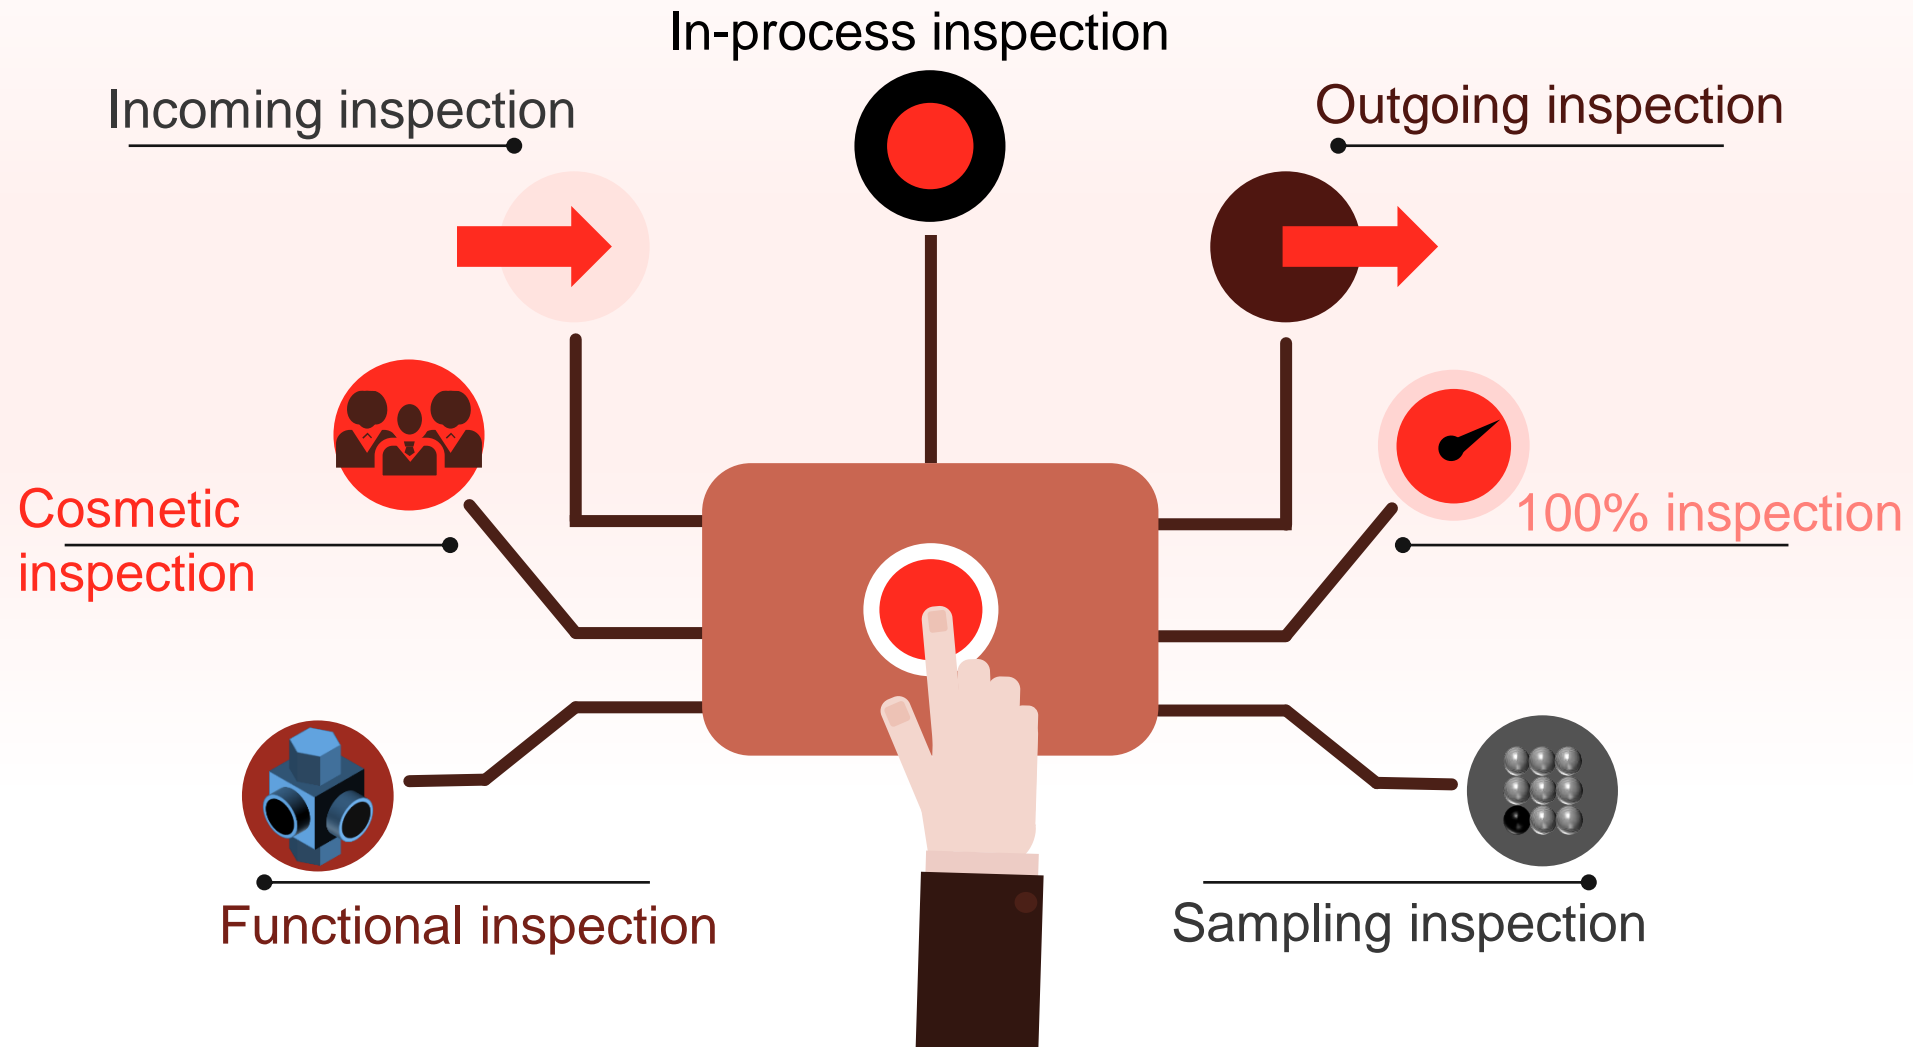 In-process inspection
Incoming inspection
Outgoing inspection
Cosmetic
inspection
100% inspection
Functional inspection
Sampling inspection